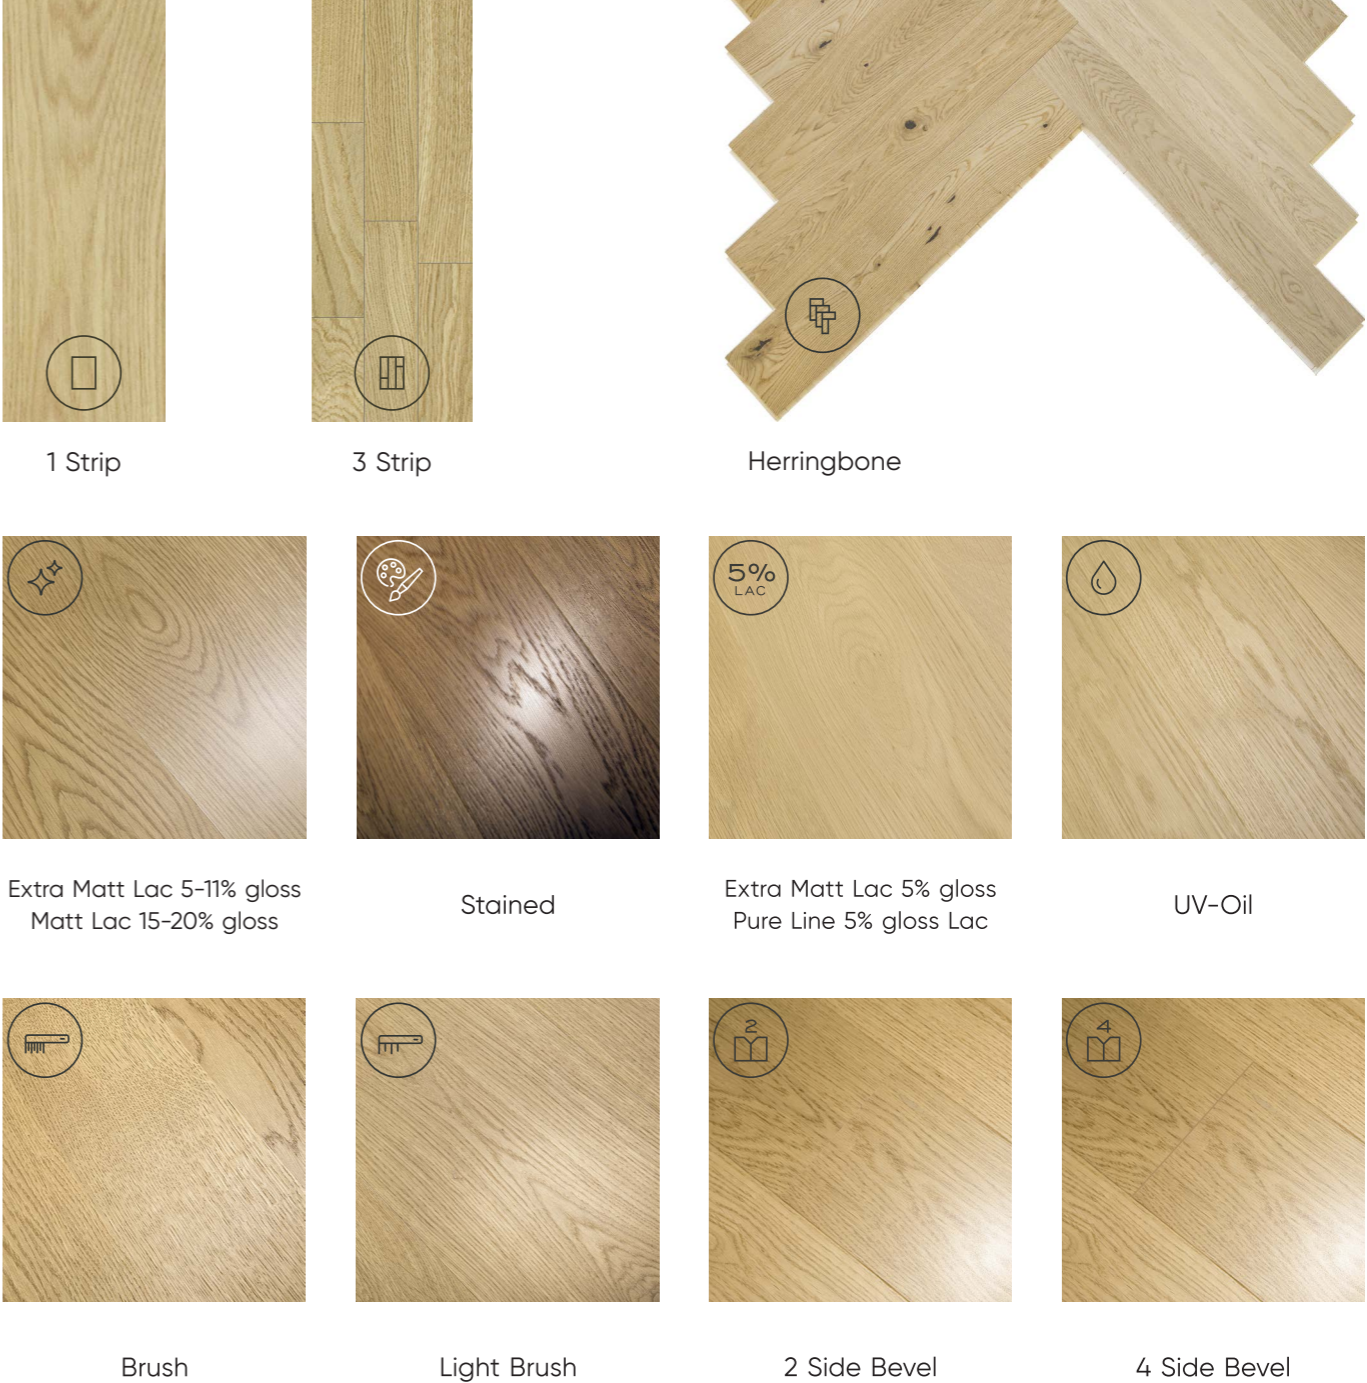 1 Strip
3 Strip
Herringbone
5%
LAC
Extra Matt Lac 5-11% gloss
Matt Lac 15-20% gloss
Stained
Extra Matt Lac 5% gloss
Pure Line 5% gloss Lac
UV-Oil
2
4
Brush
Light Brush
2 Side Bevel
4 Side Bevel